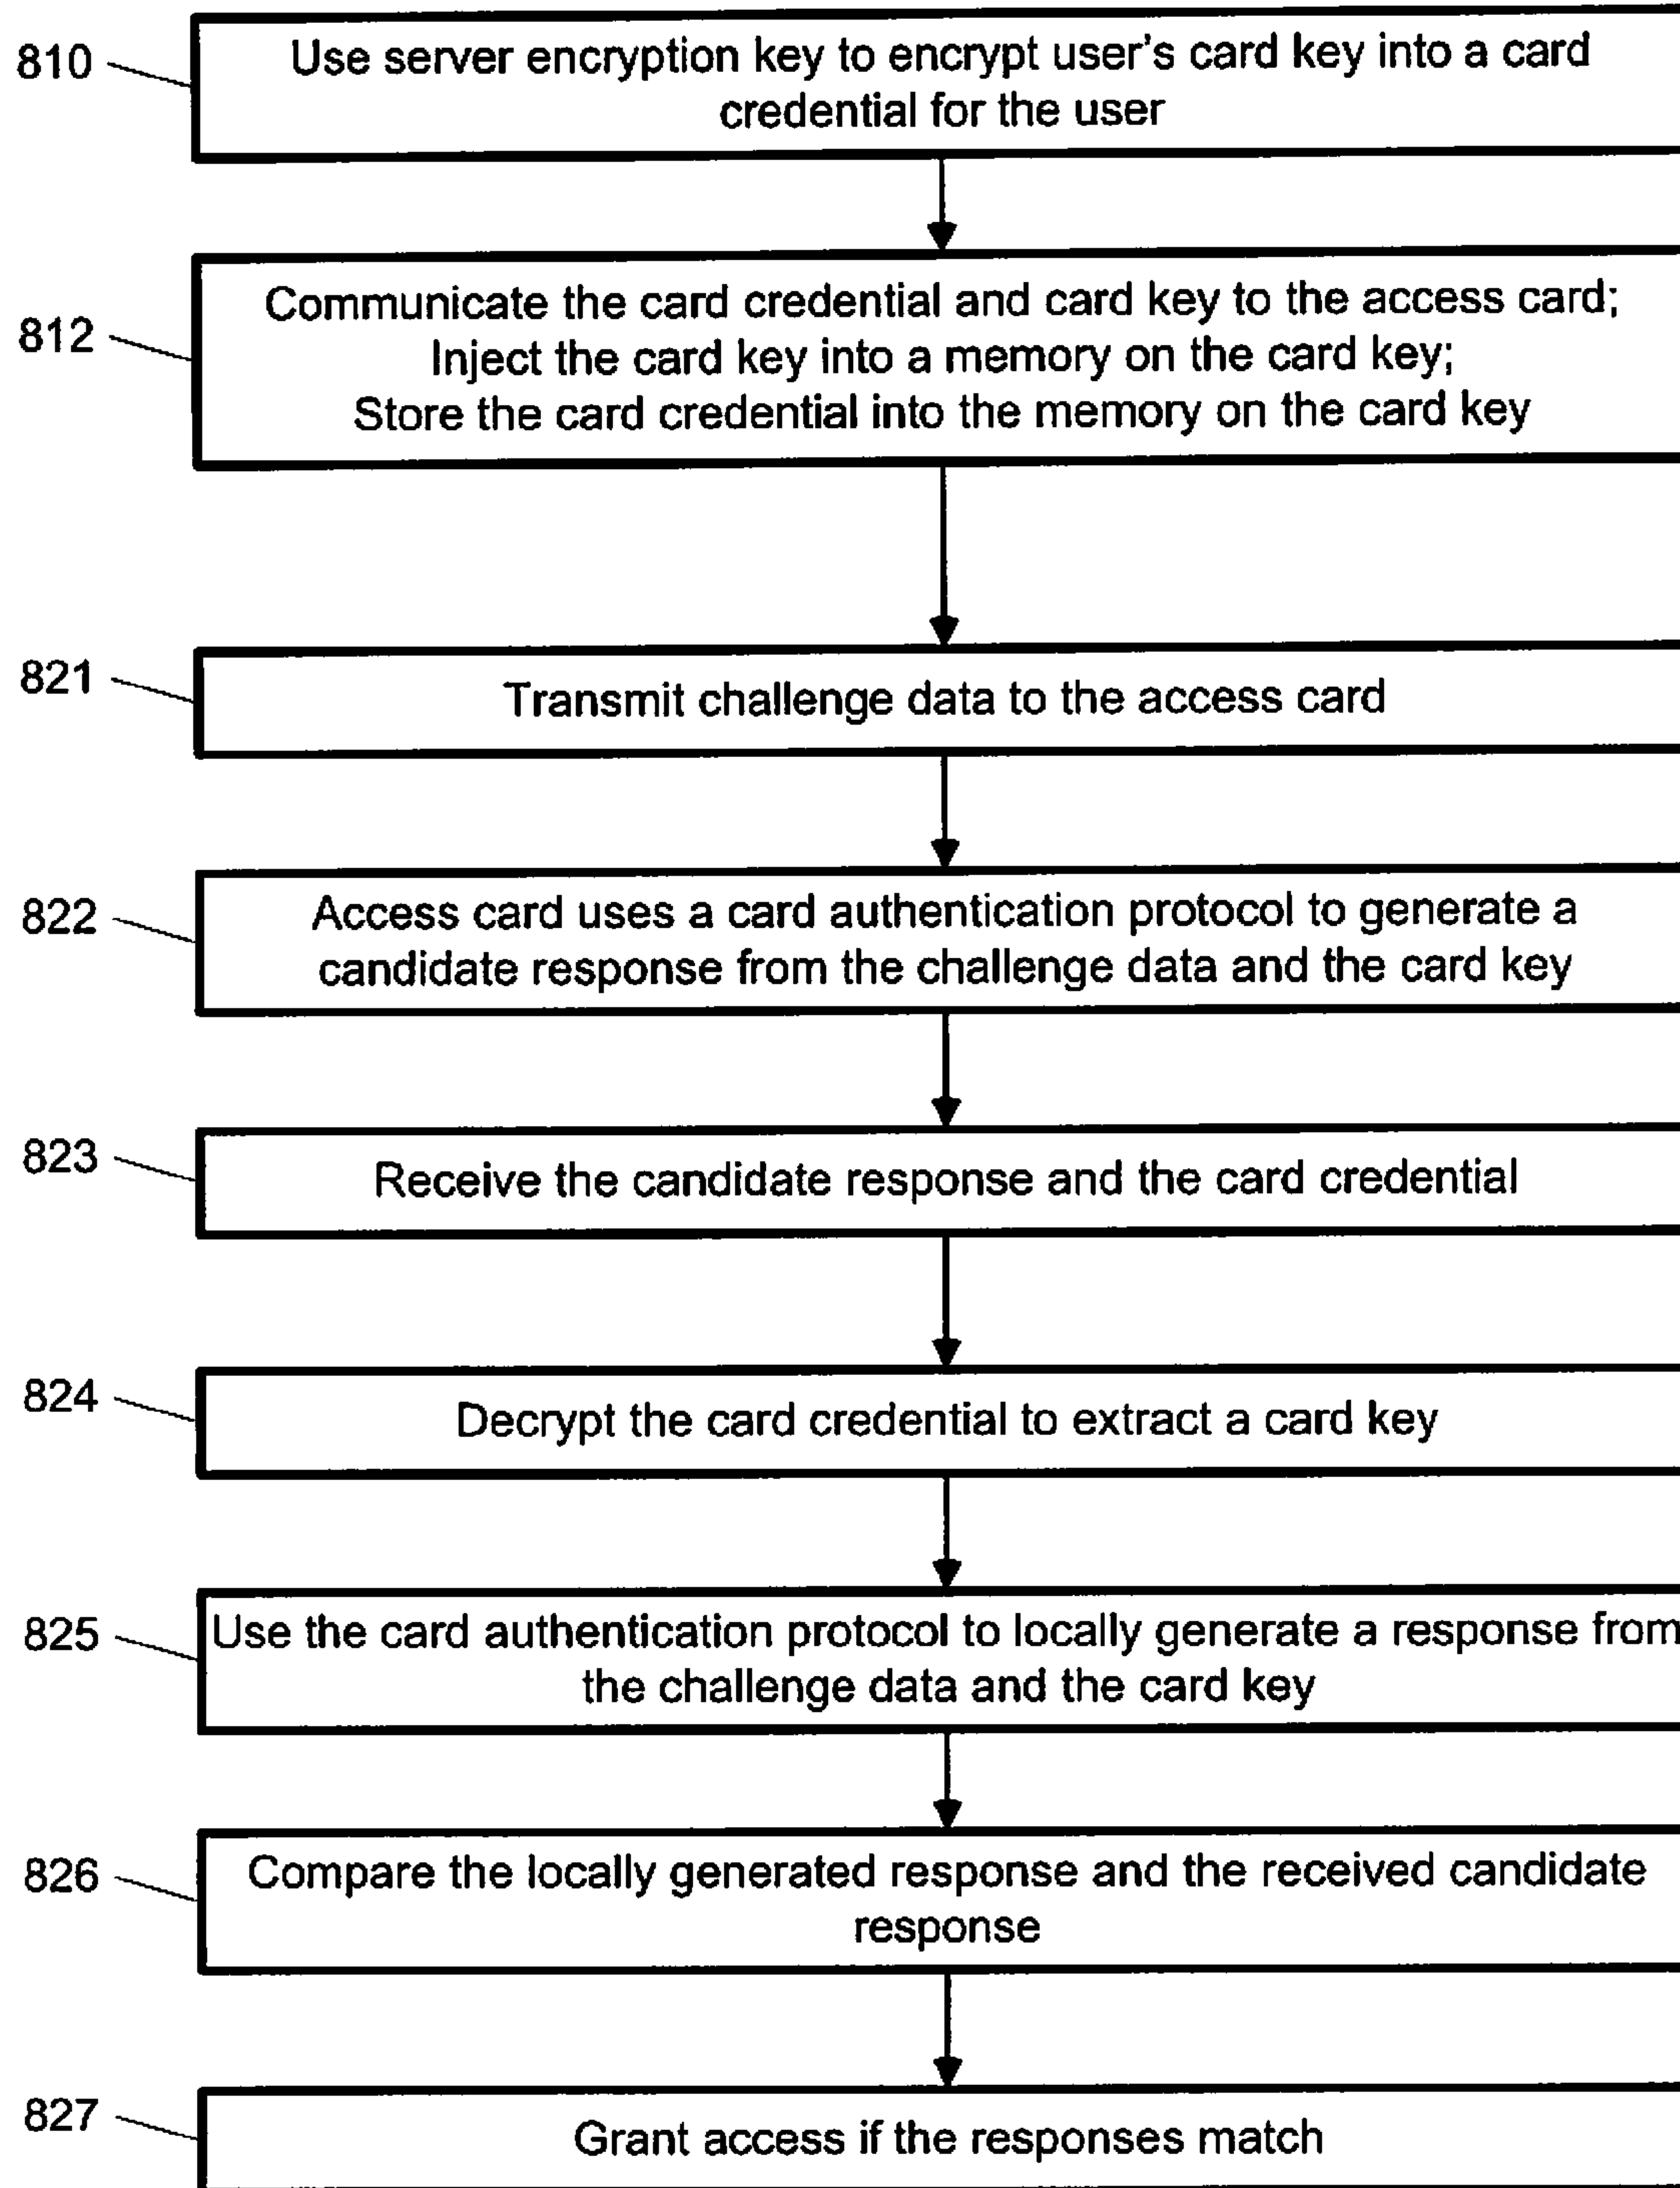 810
Use server encryption key to encrypt user's card key into a card
credential for the user
812
Communicate the card credential and card key to the access card;
Inject the card key into a memory on the card key;
Store the card credential into the memory on the card key
821
Transmit challenge data to the access card
822
Access card uses a card authentication protocol to generate a
candidate response from the challenge data and the card key
823
Receive the candidate response and the card credential
824
Decrypt the card credential to extract a card key
825
Use the card authentication protocol to locally generate a response from
the challenge data and the card key
826
Compare the locally generated response and the received candidate
response
827
Grant access if the responses match